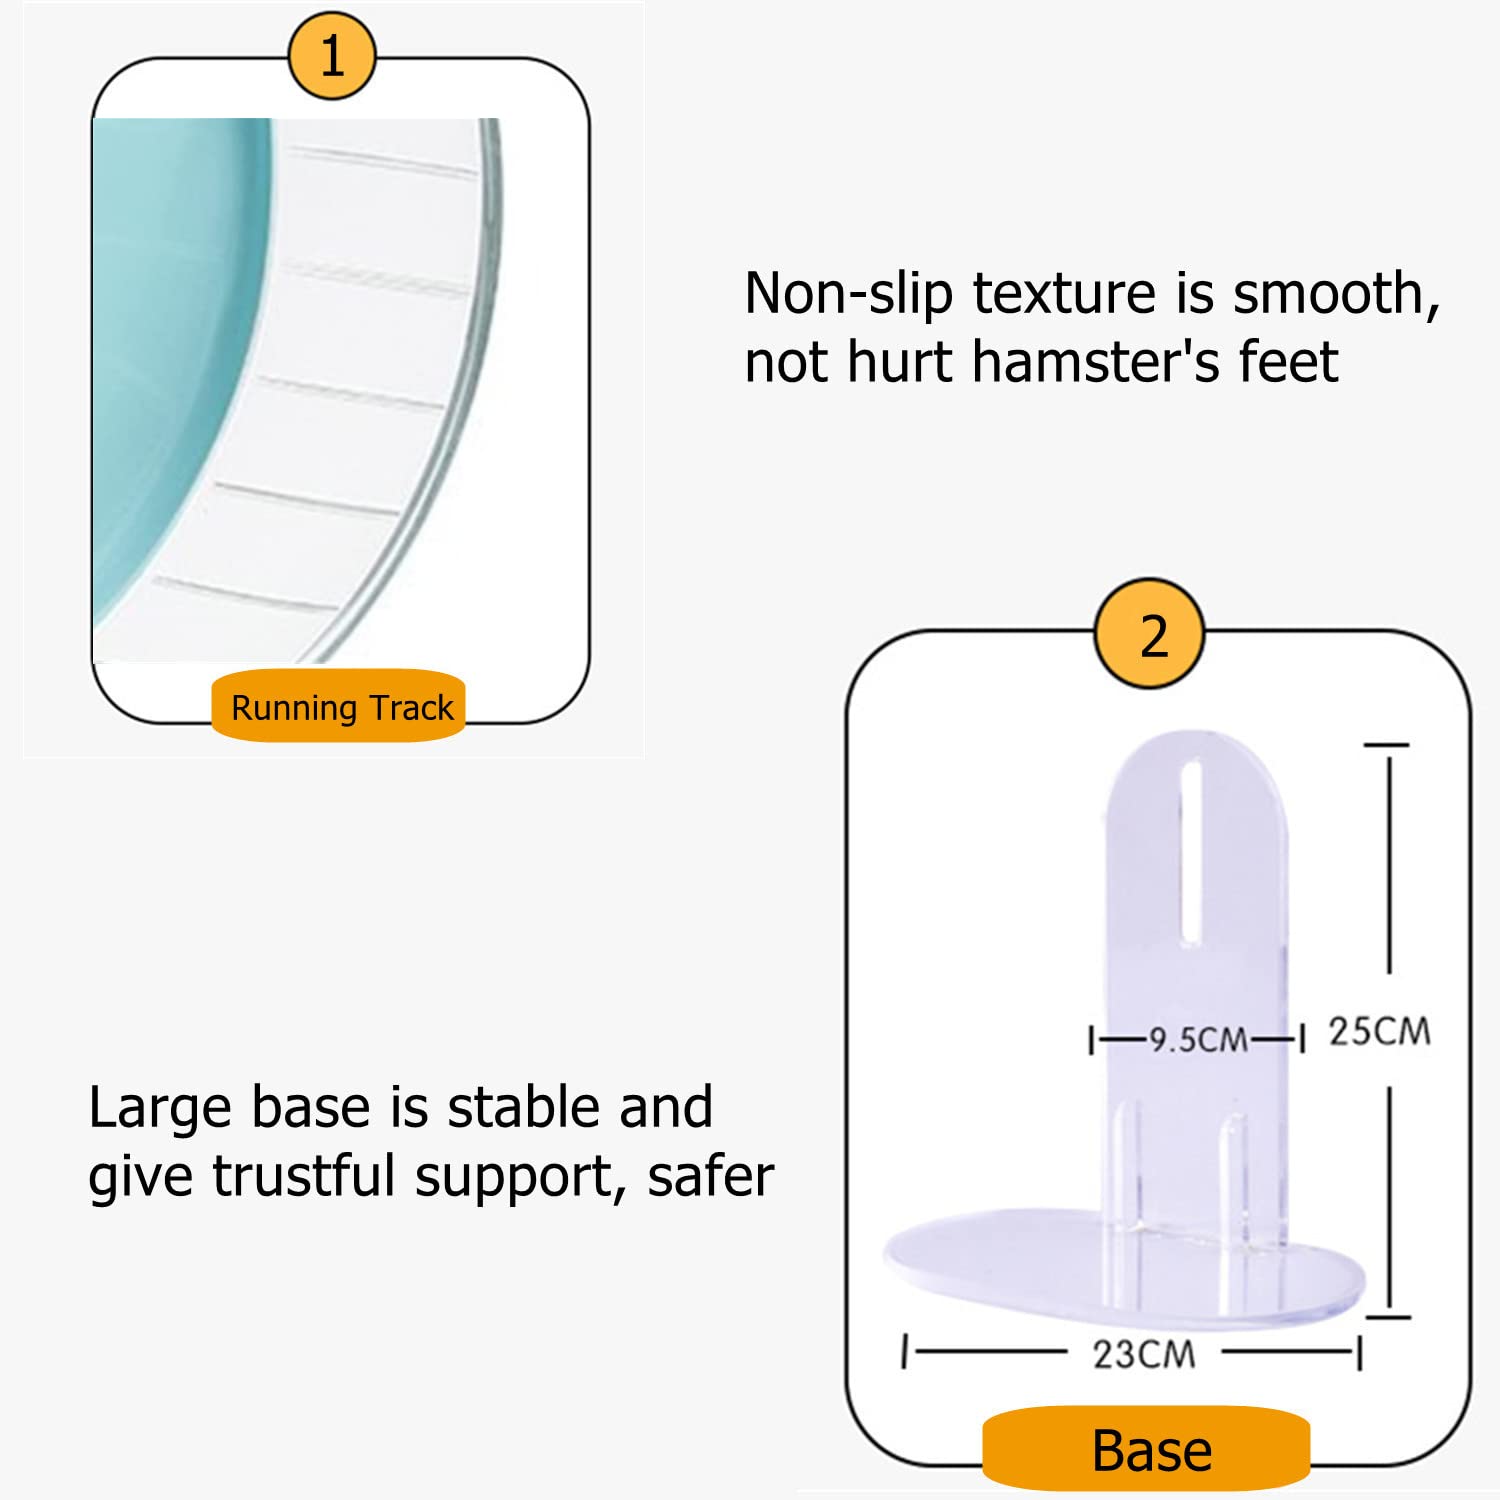 1
Running Track
Non-slip texture is smooth,
not hurt hamster's feet
2
9.5CM
25CM
23CM
Base
Large base is stable and
give trustful support, safer